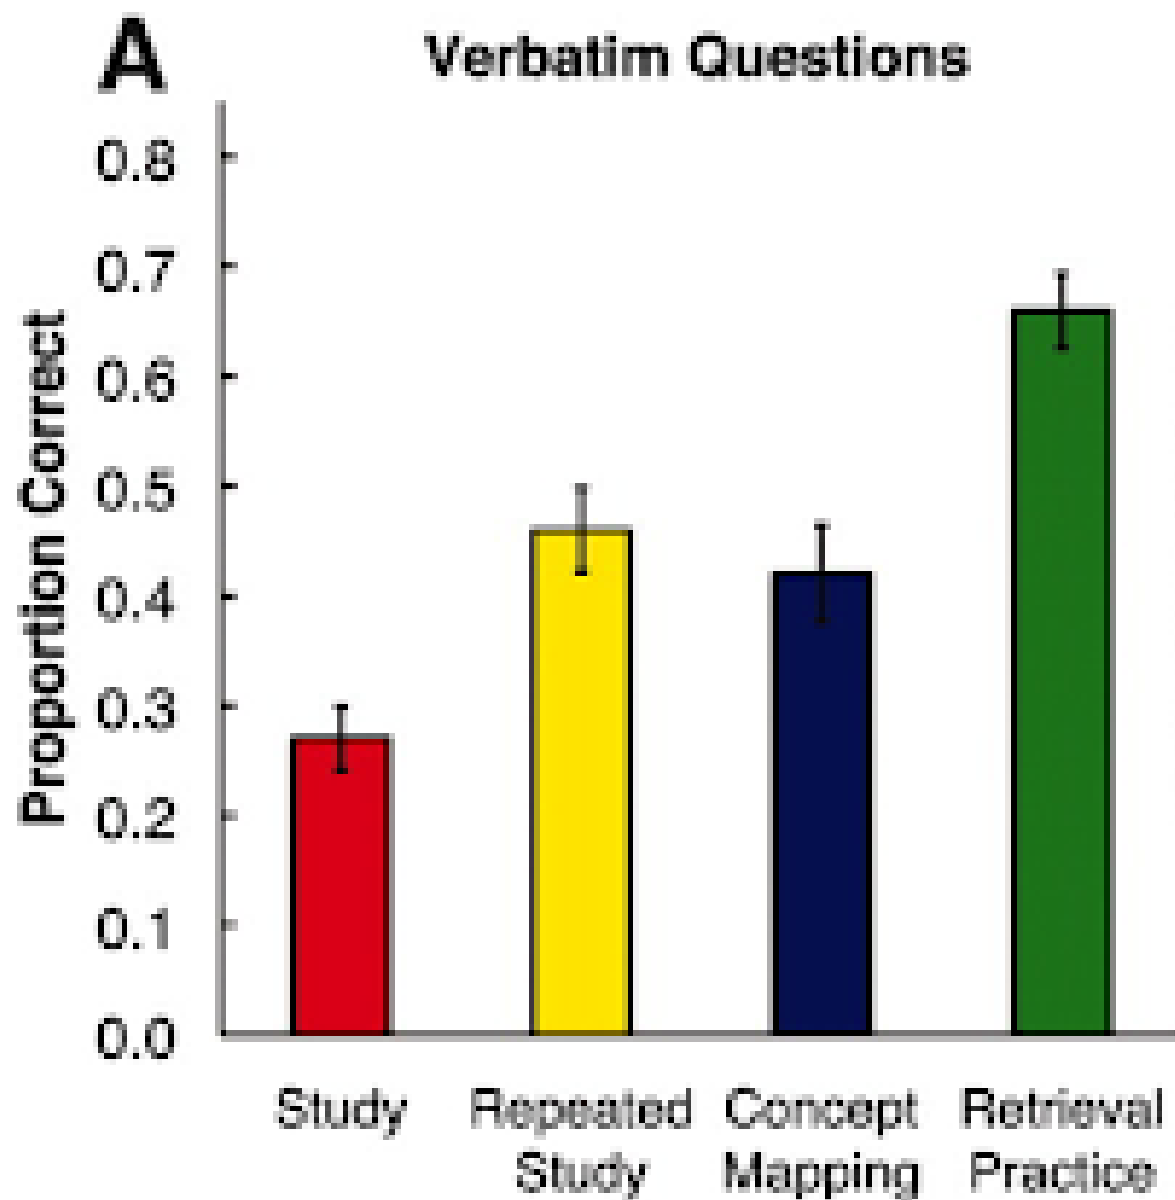 A
Verbatim Questions
Proportion Correct
0.8
0.7
0.6
0.5
0.4
0.3
0.2
0.1
0.0
Study
Repeated Study
Concept Mapping
Retrieval Practice